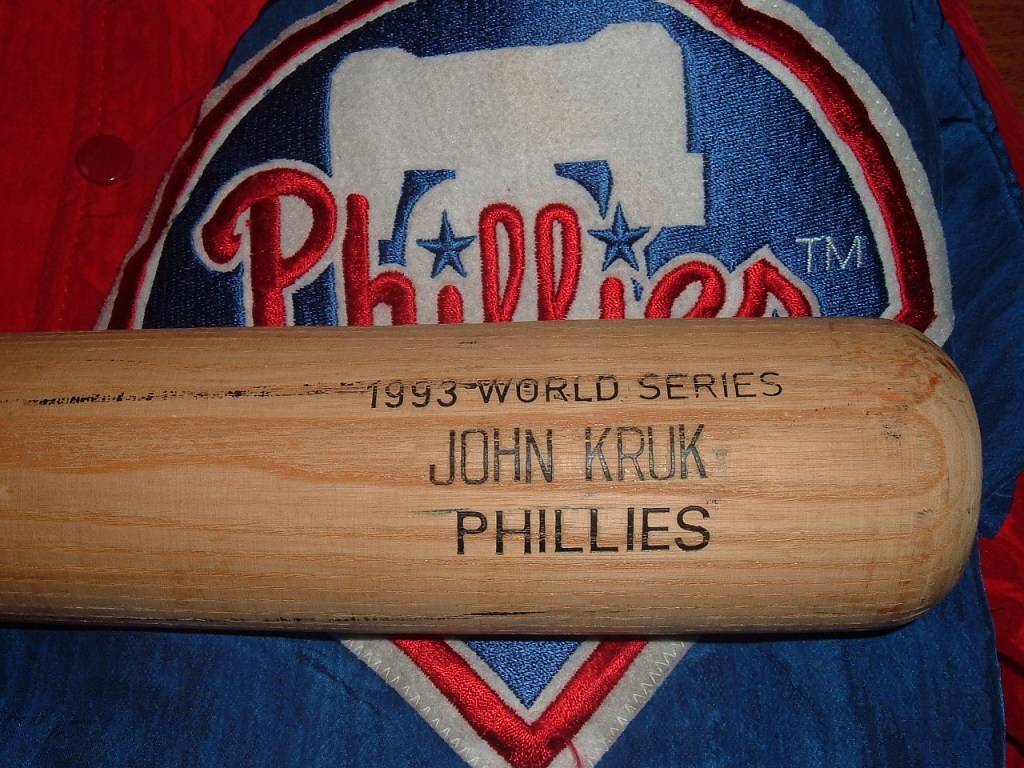 Phillies TM
1993 WORLD SERIES
JOHN KRUK
PHILLIES